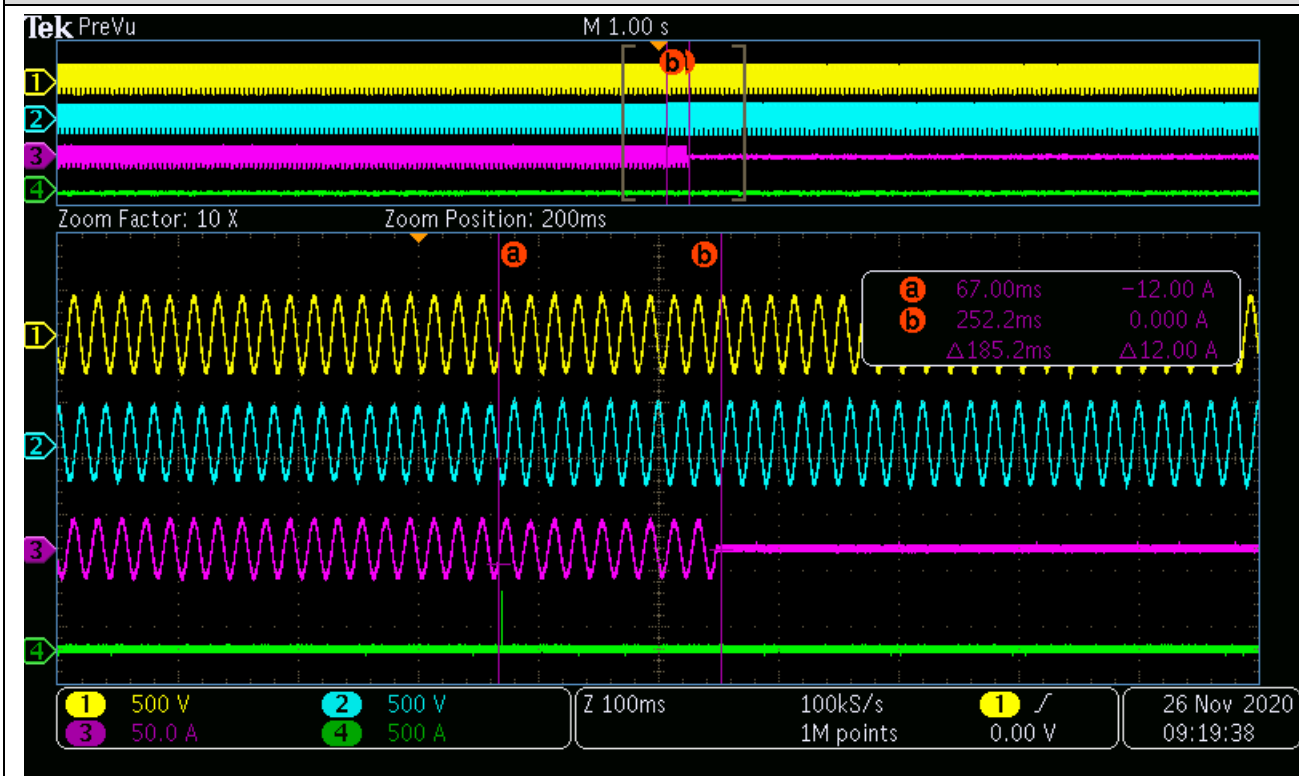 Tek PreVu M 1.00 s
b
1
2
3
4
Zoom Factor: 10 X Zoom Position: 200ms
a b
a 67.00ms -12.00 A
b 252.2ms 0.000 A
△185.2ms △12.00 A
1
2
3
4
1 500 V 2 500 V Z 100ms 100kS/s 1 26 Nov 2020
3 50.0 A 4 500 A 1M points 0.00 V 09:19:38